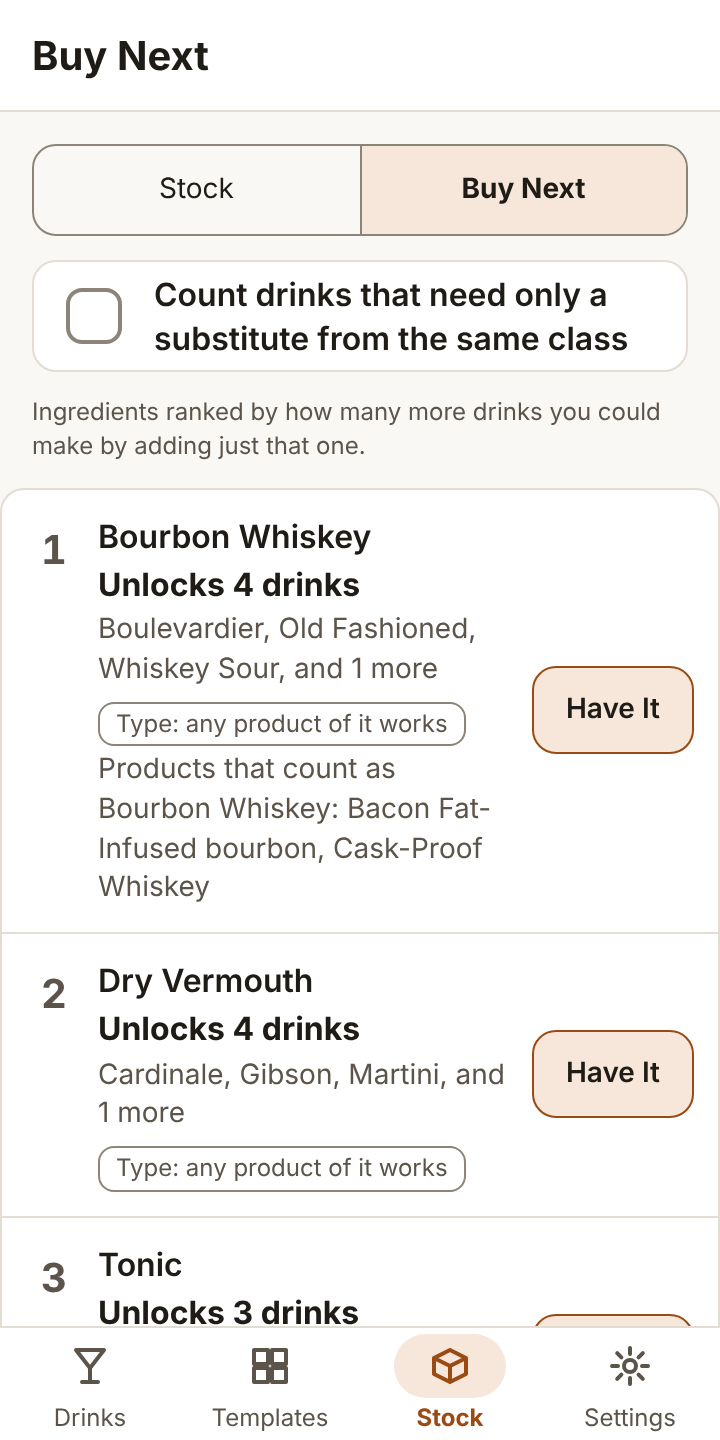 Buy Next
Stock
Buy Next
Count drinks that need only a
substitute from the same class
Ingredients ranked by how many more drinks you could
make by adding just that one.
1
Bourbon Whiskey
Unlocks 4 drinks
Boulevardier, Old Fashioned,
Whiskey Sour, and 1 more
Type: any product of it works
Products that count as
Bourbon Whiskey: Bacon Fat-
Infused bourbon, Cask-Proof
Whiskey
Have It
2
Dry Vermouth
Unlocks 4 drinks
Cardinale, Gibson, Martini, and
1 more
Type: any product of it works
Have It
3
Tonic
Unlocks 3 drinks
Drinks
Templates
Stock
Settings